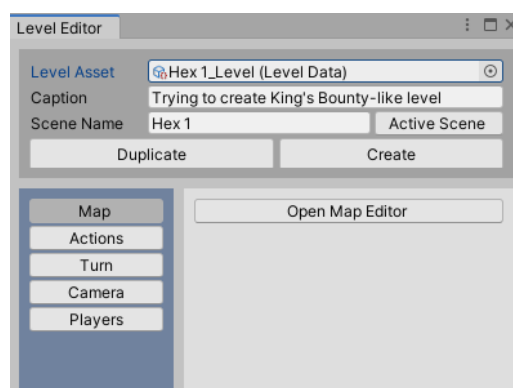 Level Editor
Level Asset Hex 1_Level (Level Data)
Caption Trying to create King's Bounty-like level
Scene Name Hex 1 Active Scene
Duplicate Create
Map Open Map Editor
Actions
Turn
Camera
Players